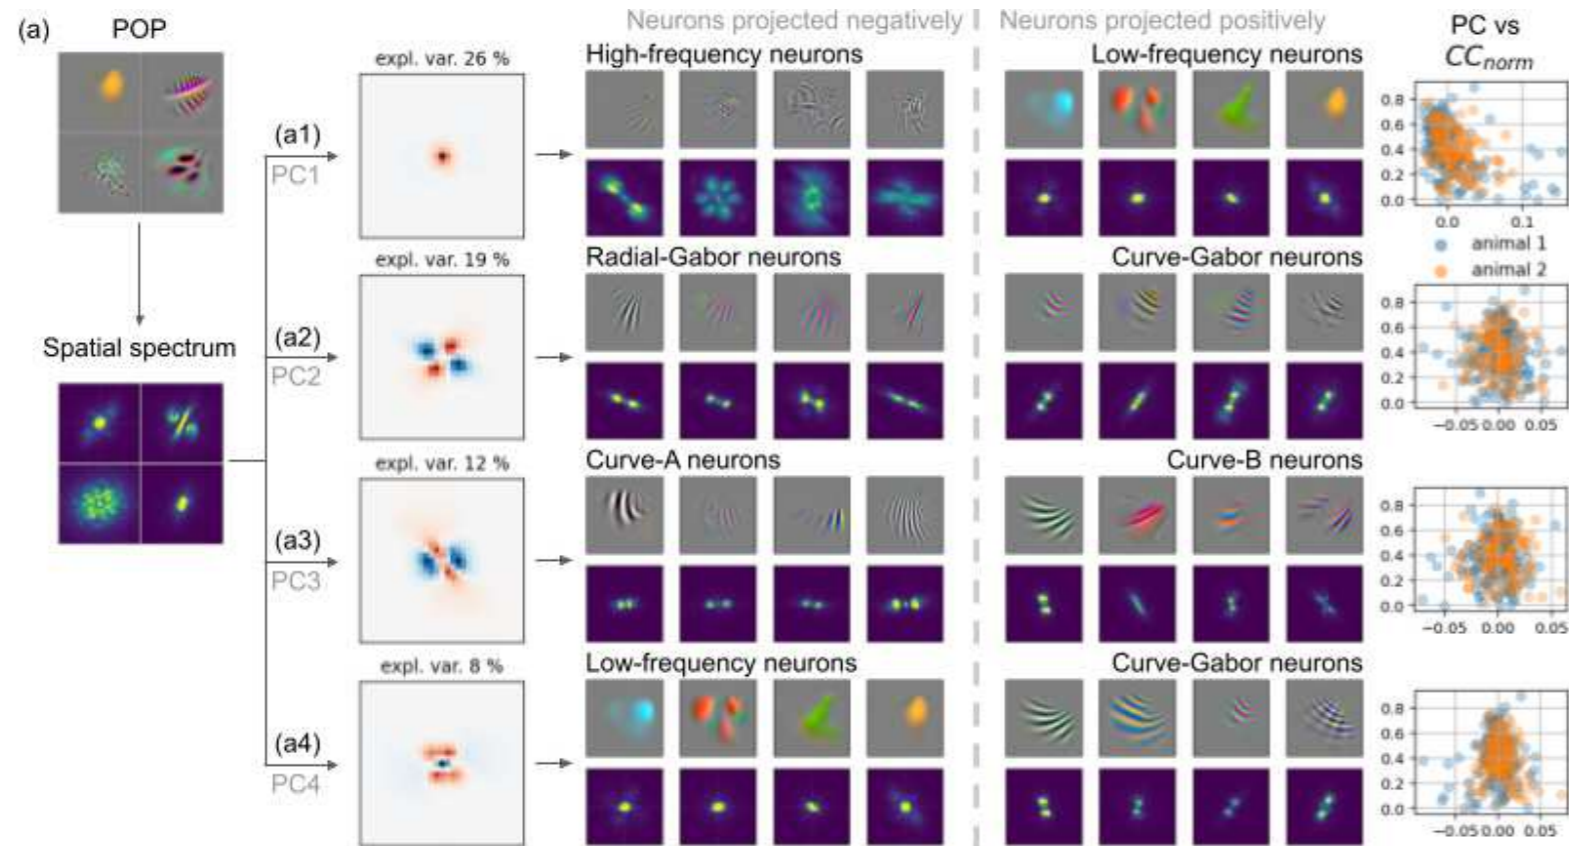 (a)
POP
Neurons projected negatively
Neurons projected positively
PC vs
CC_norm
expl. var. 26 %
High-frequency neurons
Low-frequency neurons
(a1)
PC1
0.8
0.6
0.4
0.2
0.0
0.0
0.1
animal 1
animal 2
expl. var. 19 %
Radial-Gabor neurons
Curve-Gabor neurons
Spatial spectrum
(a2)
PC2
0.8
0.6
0.4
0.2
0.0
−0.05 0.00 0.05
expl. var. 12 %
Curve-A neurons
Curve-B neurons
(a3)
PC3
0.8
0.6
0.4
0.2
0.0
−0.05 0.00 0.05
expl. var. 8 %
Low-frequency neurons
Curve-Gabor neurons
(a4)
PC4
0.8
0.6
0.4
0.2
0.0
−0.05 0.00 0.05